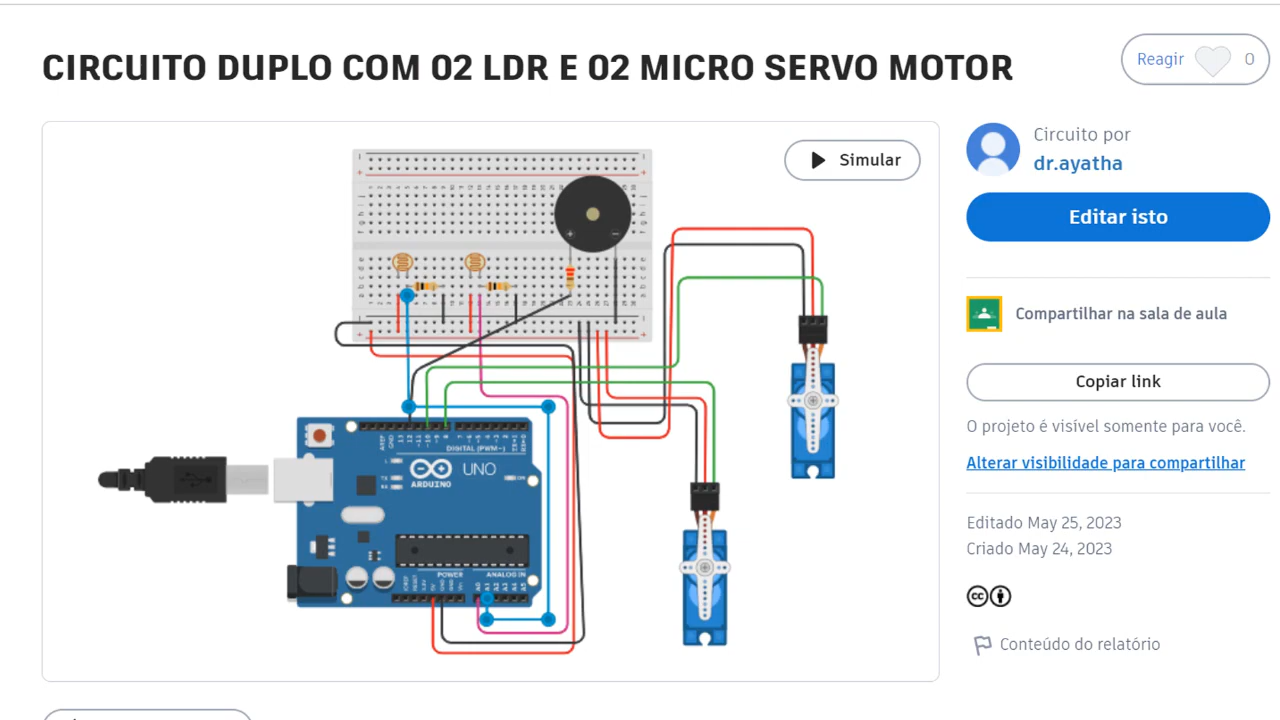 CIRCUITO DUPLO COM 02 LDR E 02 MICRO SERVO MOTOR
Reagir 0
Simular
Circuito por
dr.ayatha
Editar isto
Compartilhar na sala de aula
Copiar link
O projeto é visível somente para você.
Alterar visibilidade para compartilhar
Editado May 25, 2023
Criado May 24, 2023
cc
Conteúdo do relatório
DIGITAL (PWM~)
UNO
ARDUINO
POWER
ANALOG IN